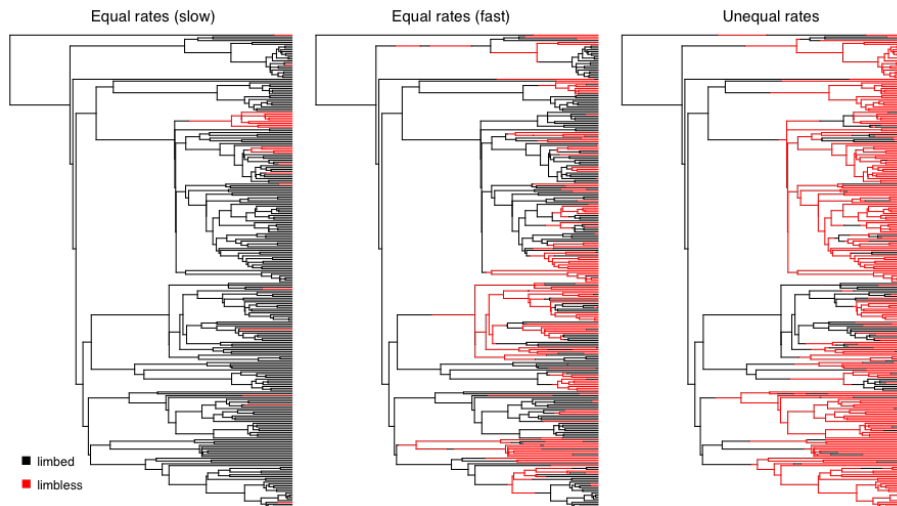 Equal rates (slow)
Equal rates (fast)
Unequal rates
limbed
limbless